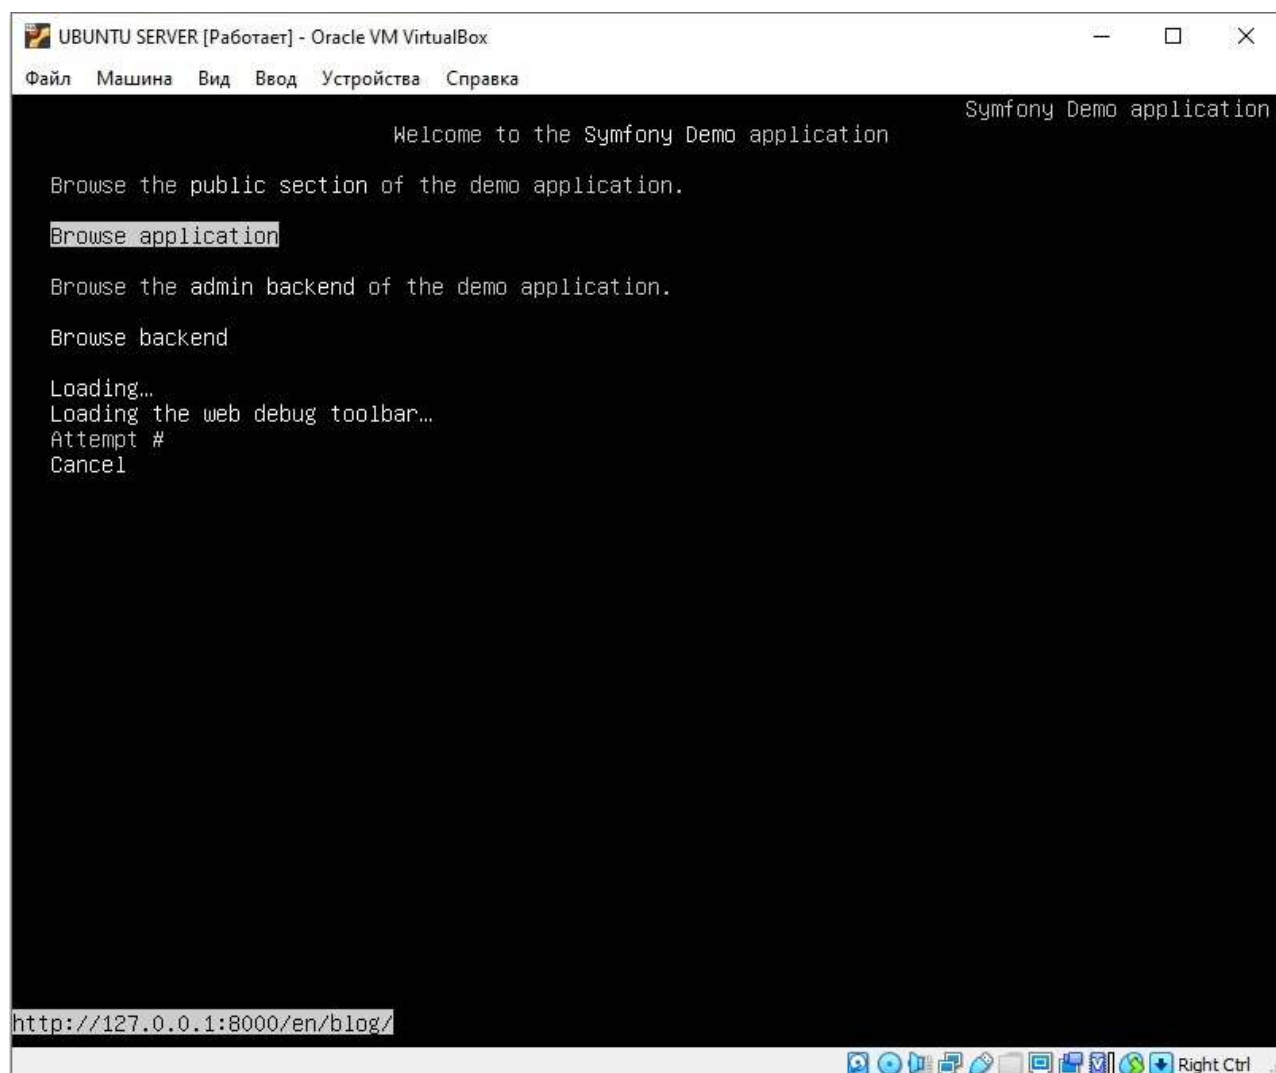 UBUNTU SERVER [Работает] - Oracle VM VirtualBox
Файл Машина Вид Ввод Устройства Справка
Symfony Demo application
Welcome to the Symfony Demo application
Browse the public section of the demo application.
Browse application
Browse the admin backend of the demo application.
Browse backend
Loading…
Loading the web debug toolbar…
Attempt #
Cancel
http://127.0.0.1:8000/en/blog/
Right Ctrl